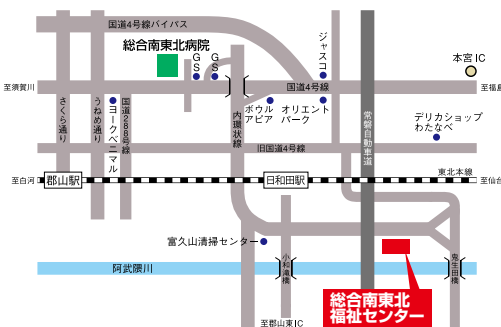 国道4号線バイパス
総合南東北病院
GS
GS
ジャスコ
本宮IC
至須賀川
国道4号線
至福島
さくら通り
うねめ通り
ヨークベニマル
国道288号線
内環状線
ボウル
アピア
オリエント
パーク
常磐自動車道
デリカショップ
わたなべ
旧国道4号線
東北本線
至白河
郡山駅
日和田駅
至仙台
富久山清掃センター
阿武隈川
小和滝橋
鬼生田橋
総合南東北
福祉センター
至郡山東IC